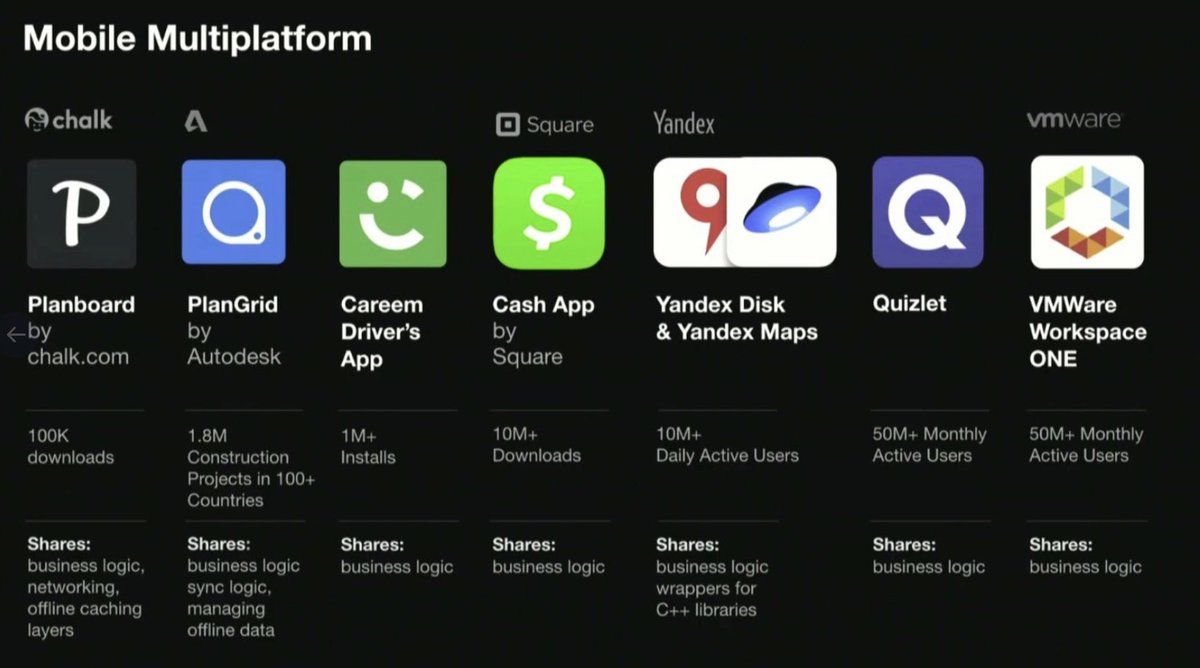 Mobile Multiplatform
chalk
Square
Yandex
vmware
P
Q
$
Q
Planboard
by
chalk.com
PlanGrid
by
Autodesk
Careem
Driver's
App
Cash App
by
Square
Yandex Disk
& Yandex Maps
Quizlet
VMWare
Workspace
ONE
100K
downloads
1.8M
Construction
Projects in 100+
Countries
1M+
Installs
10M+
Downloads
10M+
Daily Active Users
50M+ Monthly
Active Users
50M+ Monthly
Active Users
Shares:
business logic,
networking,
offline caching
layers
Shares:
business logic
sync logic,
managing
offline data
Shares:
business logic
Shares:
business logic
Shares:
business logic
wrappers for
C++ libraries
Shares:
business logic
Shares:
business logic